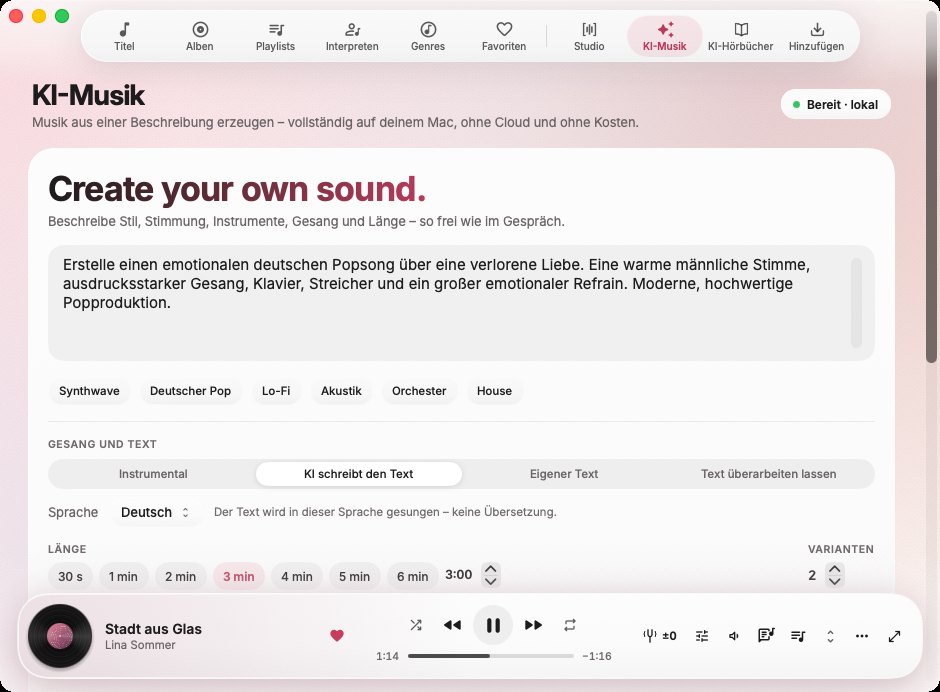 Titel
Alben
Playlists
Interpreten
Genres
Favoriten
Studio
KI-Musik
KI-Hörbücher
Hinzufügen
KI-Musik
Musik aus einer Beschreibung erzeugen – vollständig auf deinem Mac, ohne Cloud und ohne Kosten.
Bereit · lokal
Create your own sound.
Beschreibe Stil, Stimmung, Instrumente, Gesang und Länge – so frei wie im Gespräch.
Erstelle einen emotionalen deutschen Popsong über eine verlorene Liebe. Eine warme männliche Stimme,
ausdrucksstarker Gesang, Klavier, Streicher und ein großer emotionaler Refrain. Moderne, hochwertige
Popproduktion.
Synthwave
Deutscher Pop
Lo-Fi
Akustik
Orchester
House
GESANG UND TEXT
Instrumental
KI schreibt den Text
Eigener Text
Text überarbeiten lassen
Sprache
Deutsch
Der Text wird in dieser Sprache gesungen – keine Übersetzung.
LÄNGE
VARIANTEN
30 s
1 min
2 min
3 min
4 min
5 min
6 min
3:00
2
Stadt aus Glas
Lina Sommer
1:14
−1:16
±0